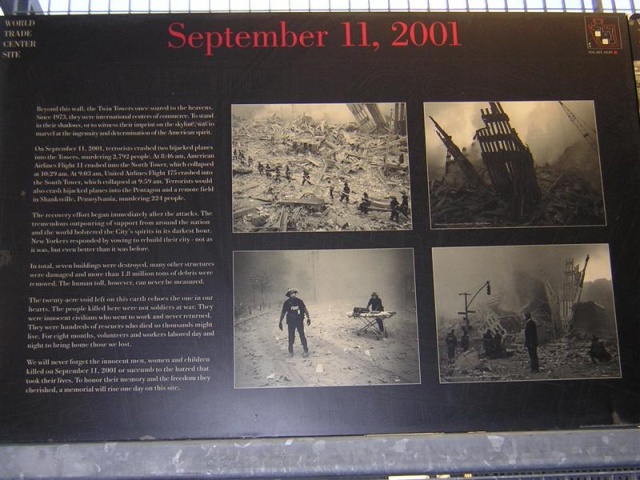 WORLD
TRADE
CENTER
SITE
September 11, 2001
Beyond this wall, the Twin Towers once soared to the heavens.
Since 1973, they were international centers of commerce. To stand
in their shadows, or to witness their imprint on the skyline, was to
marvel at the ingenuity and determination of the American spirit.
On September 11, 2001, terrorists crashed two hijacked planes
into the Towers, murdering 2,792 people. At 8:46 am, American
Airlines Flight 11 crashed into the North Tower, which collapsed
at 10:29 am. At 9:03 am, United Airlines Flight 175 crashed into
the South Tower, which collapsed at 9:59 am. Terrorists would
also crash hijacked planes into the Pentagon and a remote field
in Shanksville, Pennsylvania, murdering 224 people.
The recovery effort began immediately after the attacks. The
tremendous outpouring of support from around the nation
and the world bolstered the City's spirits in its darkest hour.
New Yorkers responded by vowing to rebuild their city - not as
it was, but even better than it was before.
In total, seven buildings were destroyed, many other structures
were damaged and more than 1.8 million tons of debris were
removed. The human toll, however, can never be measured.
The twenty-acre void left on this earth echoes the one in our
hearts. The people killed here were not soldiers at war. They
were innocent civilians who went to work and never returned.
They were hundreds of rescuers who died so thousands might
live. For eight months, volunteers and workers labored day and
night to bring home those we lost.
We will never forget the innocent men, women and children
killed on September 11, 2001 or succumb to the hatred that
took their lives. To honor their memory and the freedom they
cherished, a memorial will rise one day on this site.
YOU ARE HERE